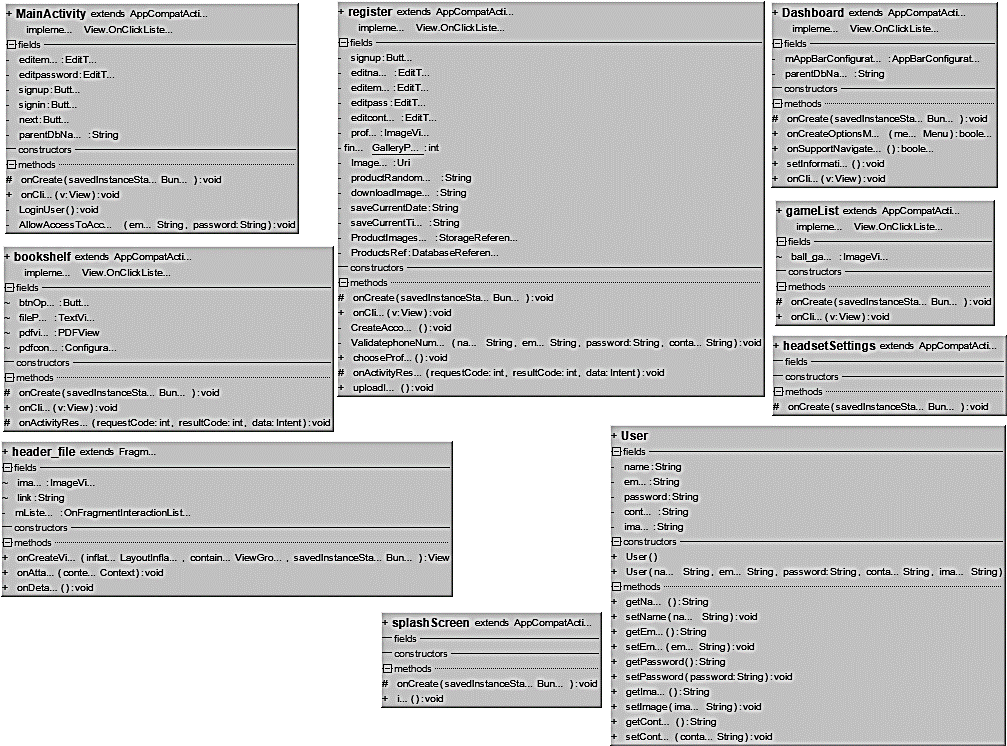 + MainActivity extends AppCompatActi...
impleme... View.OnClickListe...
fields
- editem... :EditT...
- editpassword:EditT...
- signup:Butt...
- signin:Butt...
- next:Butt...
- parentDbNa... :String
constructors
methods
# onCreate(savedInstanceSta... Bun... ):void
+ onCli... (v:View):void
- LoginUser():void
- AllowAccessToAcc... (em... String, password:String):void
+ register extends AppCompatActi...
impleme... View.OnClickListe...
fields
- signup:Butt...
- editna... :EditT...
- editem... :EditT...
- editpass:EditT...
- editcont... :EditT...
- prof... :ImageVi...
- fin... GalleryP... :int
- Image... :Uri
- productRandom... :String
- downloadImage... :String
- saveCurrentDate:String
- saveCurrentTi... :String
- ProductImages... :StorageReferen...
- ProductsRef:DatabaseReferen...
constructors
methods
# onCreate(savedInstanceSta... Bun... ):void
+ onCli... (v:View):void
- CreateAcco... ():void
- ValidatephoneNum... (na... String, em... String, password:String, conta... String):void
+ chooseProf... ():void
# onActivityRes... (requestCode:int, resultCode:int, data:Intent):void
+ uploadI... ():void
+ Dashboard extends AppCompatActi...
impleme... View.OnClickListe...
fields
- mAppBarConfigurat... :AppBarConfigurat...
- parentDbNa... :String
constructors
methods
# onCreate(savedInstanceSta... Bun... ):void
+ onCreateOptionsM... (me... Menu):boole...
+ onSupportNavigate... ():boole...
+ setInformati... ():void
+ onCli... (v:View):void
+ gameList extends AppCompatActi...
impleme... View.OnClickListe...
fields
~ ball_ga... :ImageVi...
constructors
methods
# onCreate(savedInstanceSta... Bun... ):void
+ onCli... (v:View):void
+ bookshelf extends AppCompatActi...
impleme... View.OnClickListe...
fields
~ btnOp... :Butt...
~ fileP... :TextVi...
~ pdfvi... :PDFView
~ pdfcon... :Configura...
constructors
methods
# onCreate(savedInstanceSta... Bun... ):void
+ onCli... (v:View):void
# onActivityRes... (requestCode:int, resultCode:int, data:Intent):void
+ headsetSettings extends AppCompatActi...
fields
constructors
methods
# onCreate(savedInstanceSta... Bun... ):void
+ header_file extends Fragm...
fields
~ ima... :ImageVi...
~ link:String
- mListe... :OnFragmentInteractionList...
constructors
methods
+ onCreateVi... (inflat... LayoutInfla... , contain... ViewGro... , savedInstanceSta... Bun... ):View
+ onAtta... (conte... Context):void
+ onDeta... ():void
+ User
fields
- name:String
- em... :String
- password:String
- cont... :String
- ima... :String
constructors
+ User()
+ User(na... String, em... String, password:String, conta... String, ima... String)
methods
+ getNa... ():String
+ setName(na... String):void
+ getEm... ():String
+ setEm... (em... String):void
+ getPassword():String
+ setPassword(password:String):void
+ getIma... ():String
+ setImage(ima... String):void
+ getCont... ():String
+ setCont... (conta... String):void
+ splashScreen extends AppCompatActi...
fields
constructors
methods
# onCreate(savedInstanceSta... Bun... ):void
+ i... ():void